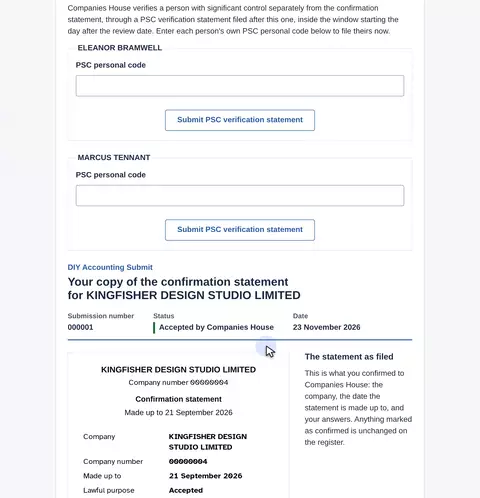 Companies House verifies a person with significant control separately from the confirmation
statement, through a PSC verification statement filed after this one, inside the window starting the
day after the review date. Enter each person's own PSC personal code below to file theirs now.
ELEANOR BRAMWELL
PSC personal code
Submit PSC verification statement
MARCUS TENNANT
PSC personal code
Submit PSC verification statement
DIY Accounting Submit
Your copy of the confirmation statement
for KINGFISHER DESIGN STUDIO LIMITED
Submission number Status Date
000001 Accepted by Companies House 23 November 2026
KINGFISHER DESIGN STUDIO LIMITED
Company number 00000004
Confirmation statement
Made up to 21 September 2026
Company KINGFISHER DESIGN
STUDIO LIMITED
Company number 00000004
Made up to 21 September 2026
Lawful purpose Accepted
The statement as filed
This is what you confirmed to
Companies House: the
company, the date the
statement is made up to, and
your answers. Anything marked
as confirmed is unchanged on
the register.